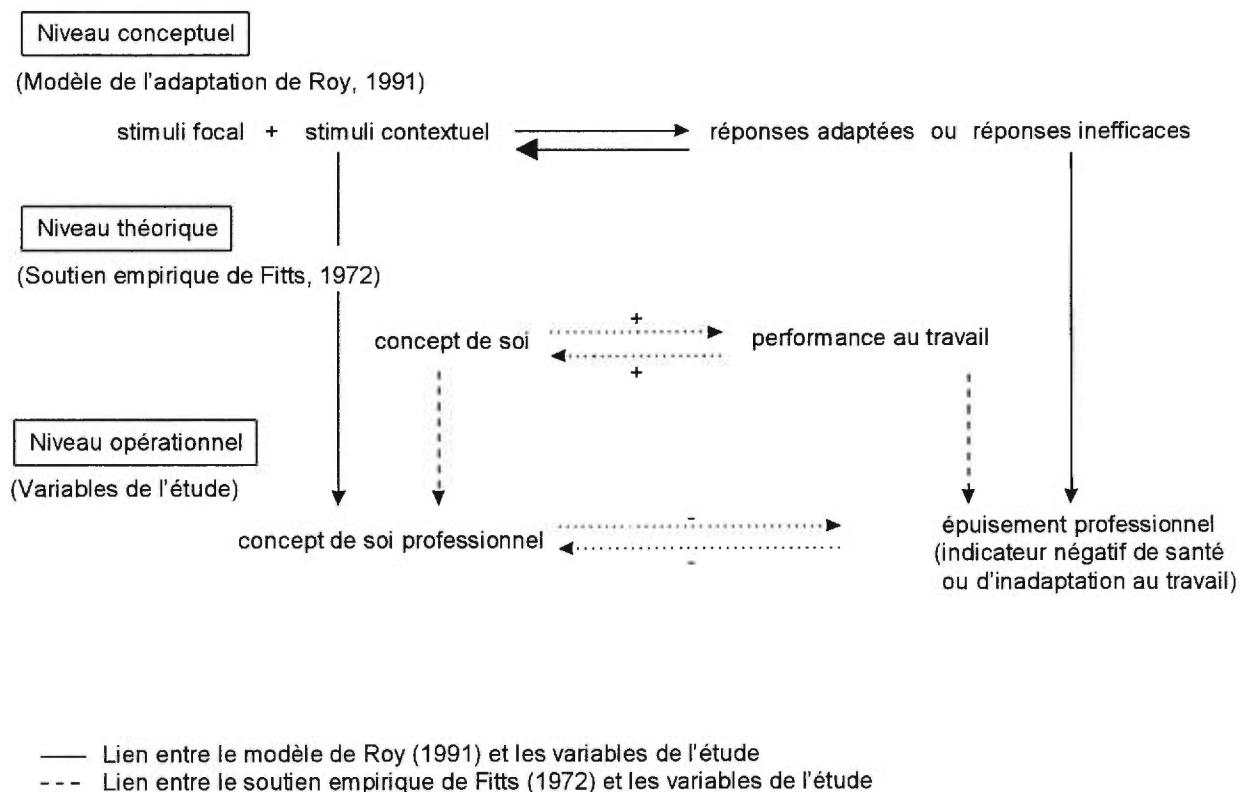 Niveau conceptuel
(Modèle de l'adaptation de Roy, 1991)
stimuli focal + stimuli contextuel réponses adaptées ou réponses inefficaces
Niveau théorique
(Soutien empirique de Fitts, 1972)
+
concept de soi performance au travail
+
Niveau opérationnel
(Variables de l'étude)
-
concept de soi professionnel épuisement professionnel
-
(indicateur négatif de santé
ou d'inadaptation au travail)
Lien entre le modèle de Roy (1991) et les variables de l'étude
Lien entre le soutien empirique de Fitts (1972) et les variables de l'étude